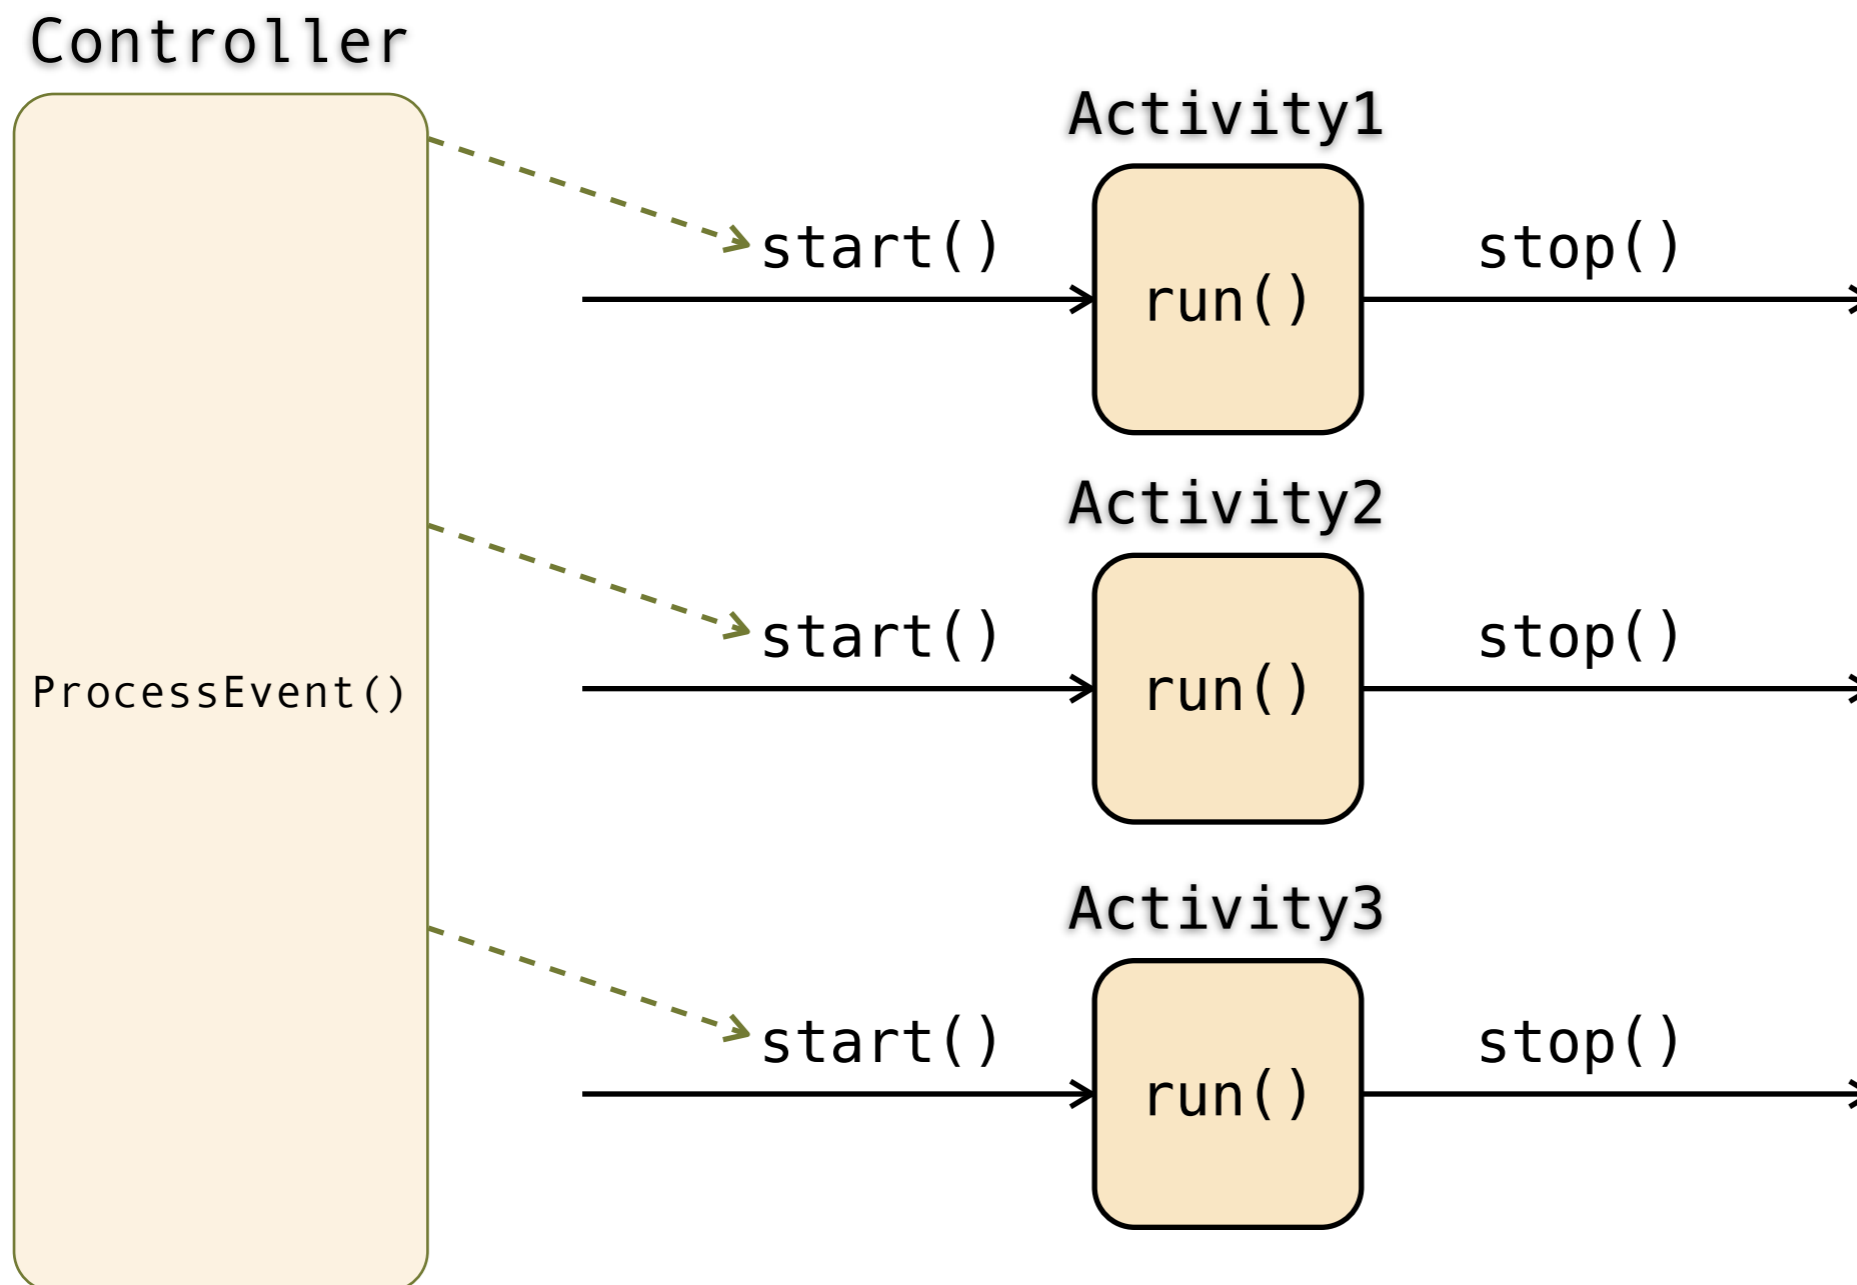 Controller
Activity1
start()
stop()
run()
Activity2
start()
stop()
ProcessEvent()
run()
Activity3
start()
stop()
run()